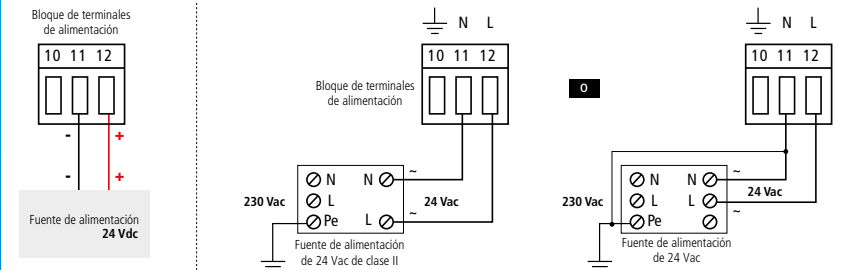 Bloque de terminales
de alimentación
10 11 12
- +
- +
Fuente de alimentación
24 Vdc
N L
10 11 12
Bloque de terminales
de alimentación
230 Vac
N N ~
L
24 Vac
Pe L ~
Fuente de alimentación
de 24 Vac de clase II
O
N L
10 11 12
230 Vac
N N ~
L L
24 Vac
Pe ~
Fuente de alimentación
de 24 Vac